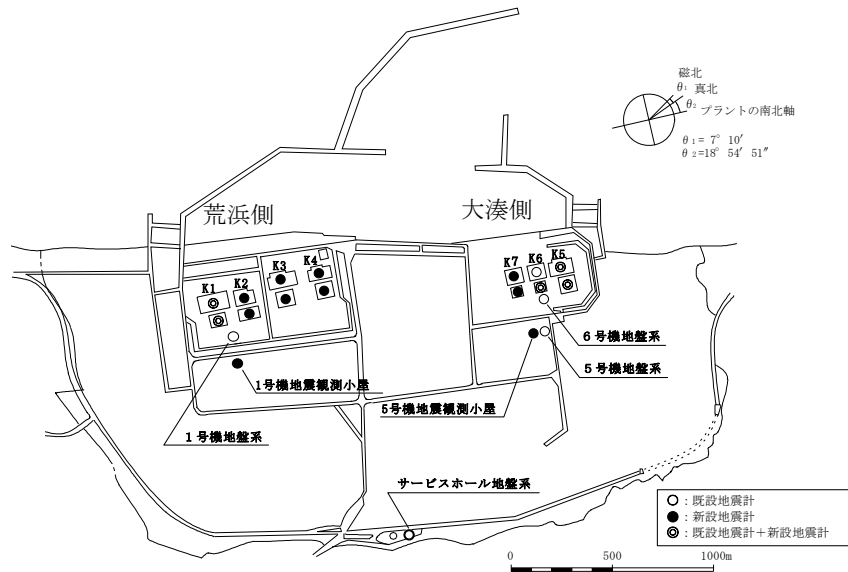 磁北
θ₁ 真北
θ₂ プラントの南北軸
θ₁= 7° 10′
θ₂=18° 54′ 51″
荒浜側
大湊側
K1
K2
K3
K4
K7
K6
K5
6号機地盤系
5号機地盤系
1号機地震観測小屋
5号機地震観測小屋
1号機地盤系
サービスホール地盤系
○ : 既設地震計
● : 新設地震計
◎ : 既設地震計＋新設地震計
0 500 1000m